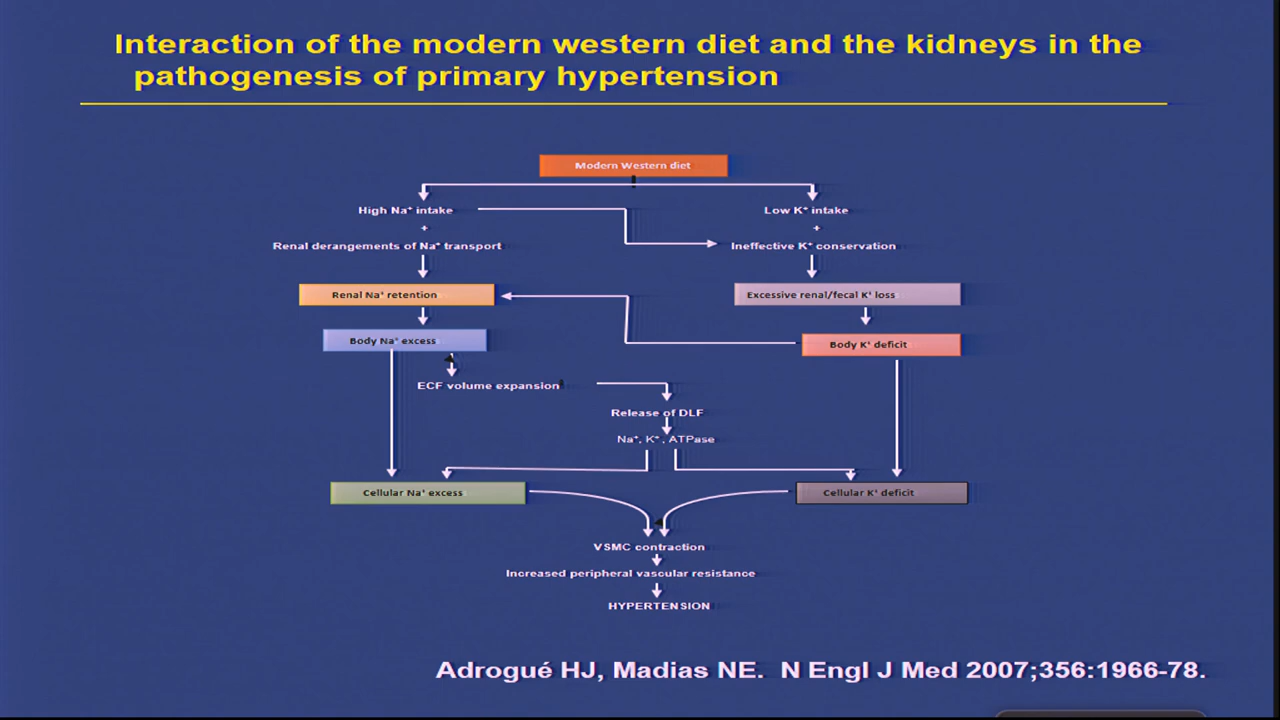 Interaction of the modern western diet and the kidneys in the
pathogenesis of primary hypertension
Modern Western diet
High Na⁺ intake
Low K⁺ intake
+
+
Renal derangements of Na⁺ transport
Ineffective K⁺ conservation
Renal Na⁺ retention
Excessive renal/fecal K⁺ loss
Body Na⁺ excess
Body K⁺ deficit
ECF volume expansion
Release of DLF
Na⁺, K⁺, ATPase
Cellular Na⁺ excess
Cellular K⁺ deficit
VSMC contraction
Increased peripheral vascular resistance
HYPERTENSION
Adrogué HJ, Madias NE. N Engl J Med 2007;356:1966-78.